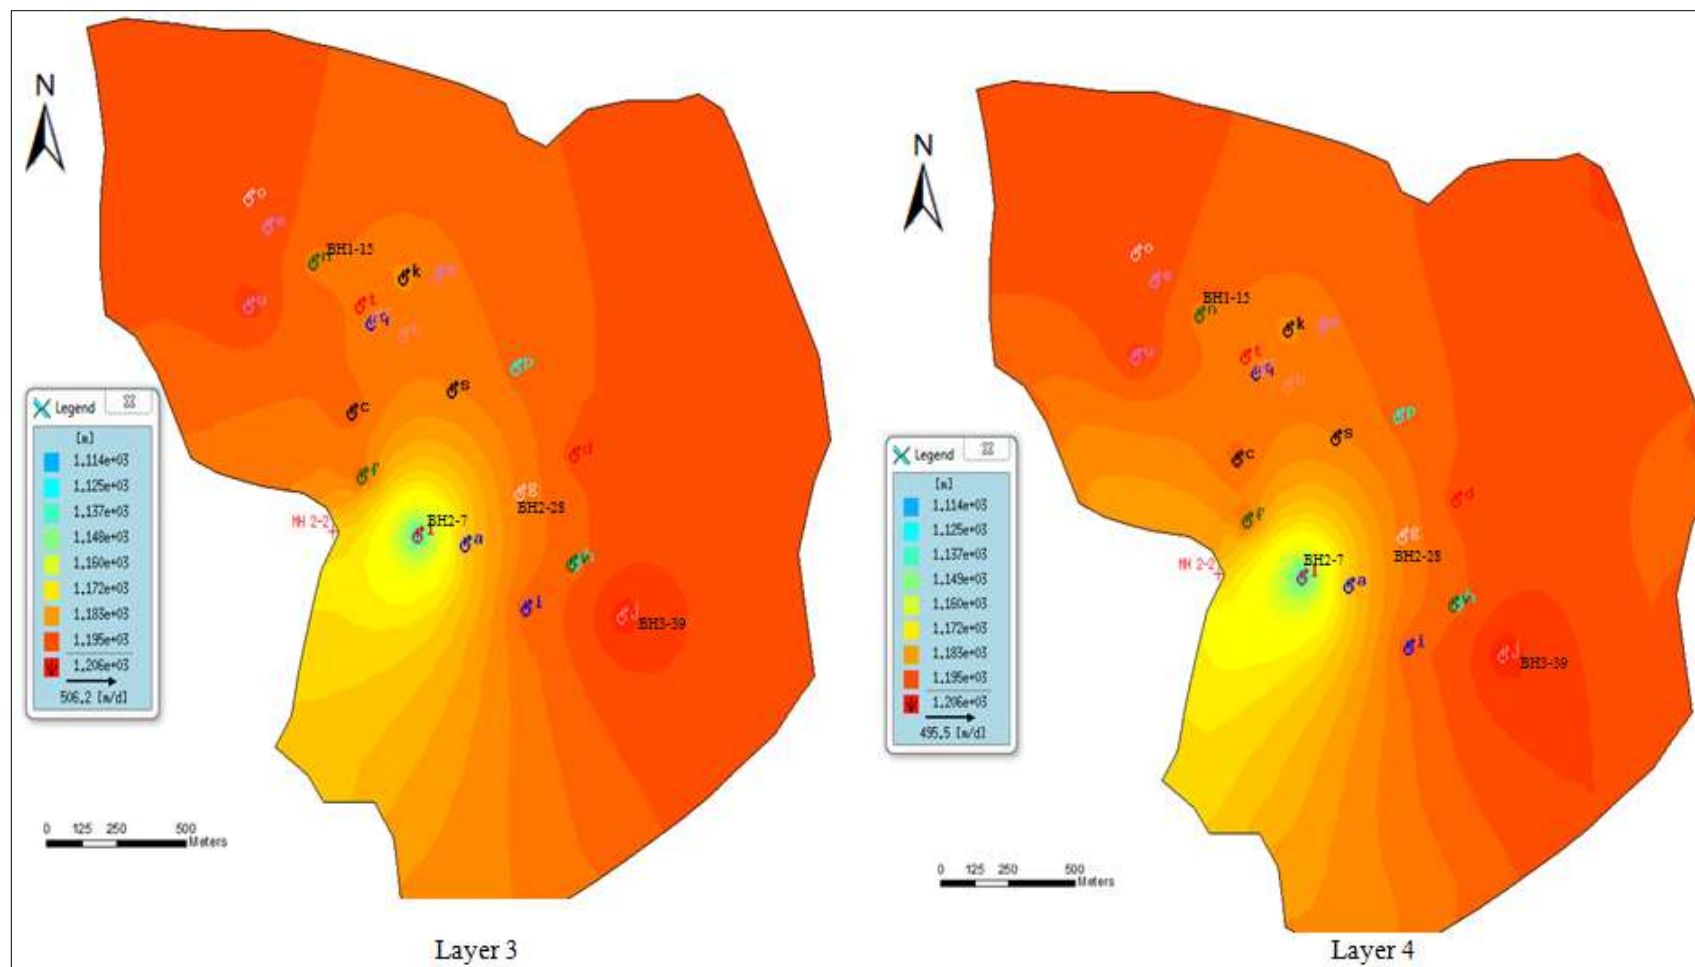 N
o
e
n BH1-15
k
u
t
q
p
s
c
d
f
g
BH2-28
MH 2-2
BH2-7
a
i
j
BH3-39
Legend
[m]
1.114e+03
1.125e+03
1.137e+03
1.148e+03
1.160e+03
1.172e+03
1.183e+03
1.195e+03
1.206e+03
506.2 [m/d]
0 125 250 500
Meters
Layer 3
N
o
e
BH1-15
n
k
u
t
q
h
p
s
c
d
f
g
BH2-28
MH 2-2
BH2-7
a
i
j
BH3-39
Legend
[m]
1.114e+03
1.125e+03
1.137e+03
1.149e+03
1.160e+03
1.172e+03
1.183e+03
1.195e+03
1.206e+03
495.5 [m/d]
0 125 250 500
Meters
Layer 4